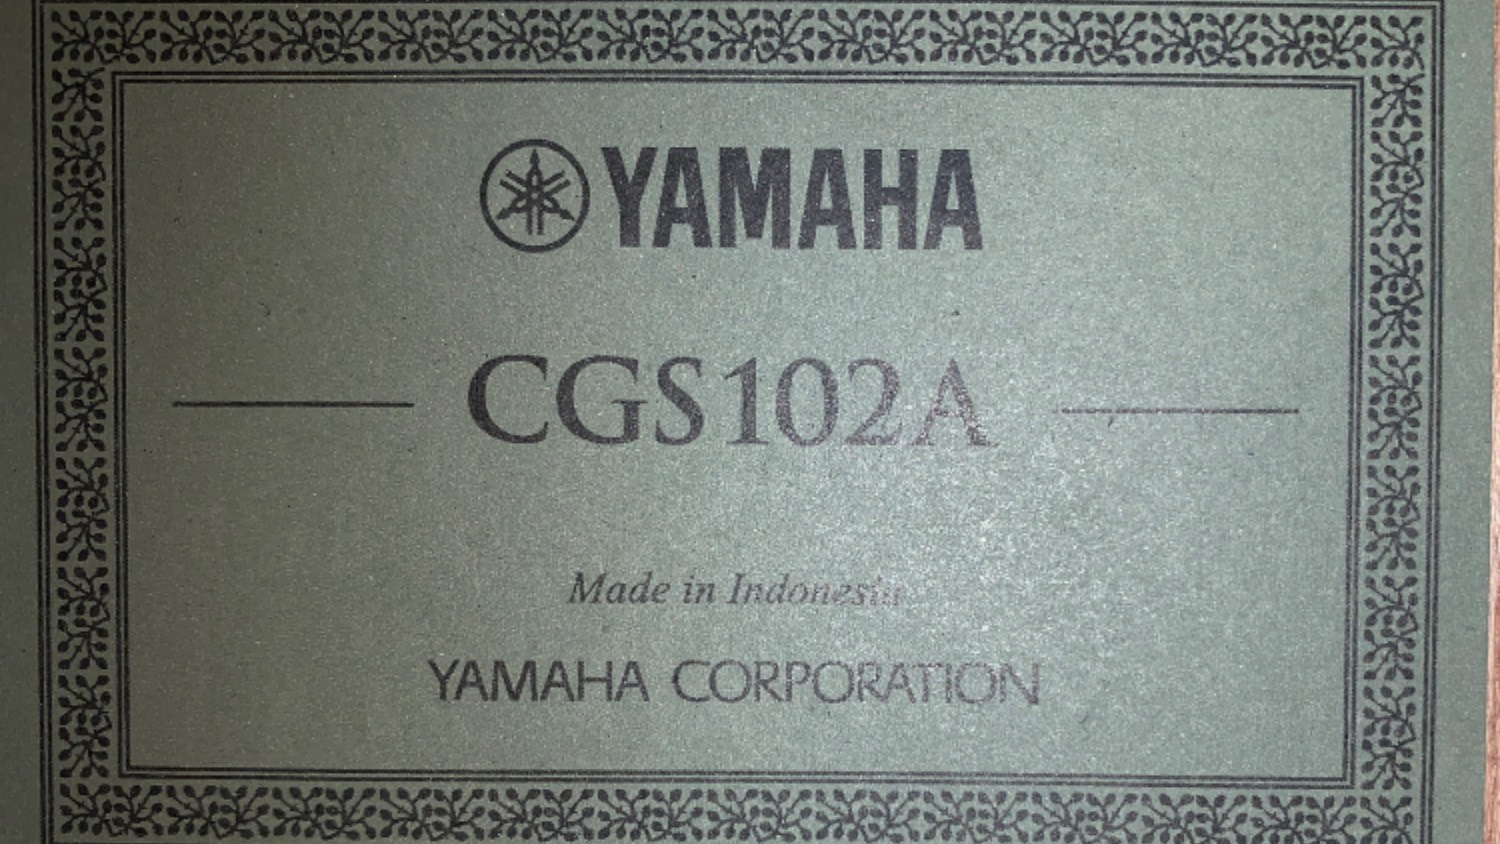 YAMAHA
CGS102A
Made in Indonesia
YAMAHA CORPORATION